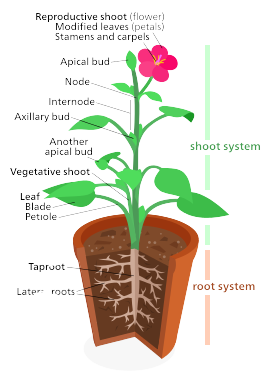 Reproductive shoot (flower)
Modified leaves (petals)
Stamens and carpels
Apical bud
Node
Internode
Axillary bud
Another
apical bud
shoot system
Vegetative shoot
Leaf
Blade
Petiole
Taproot
root system
Lateral roots